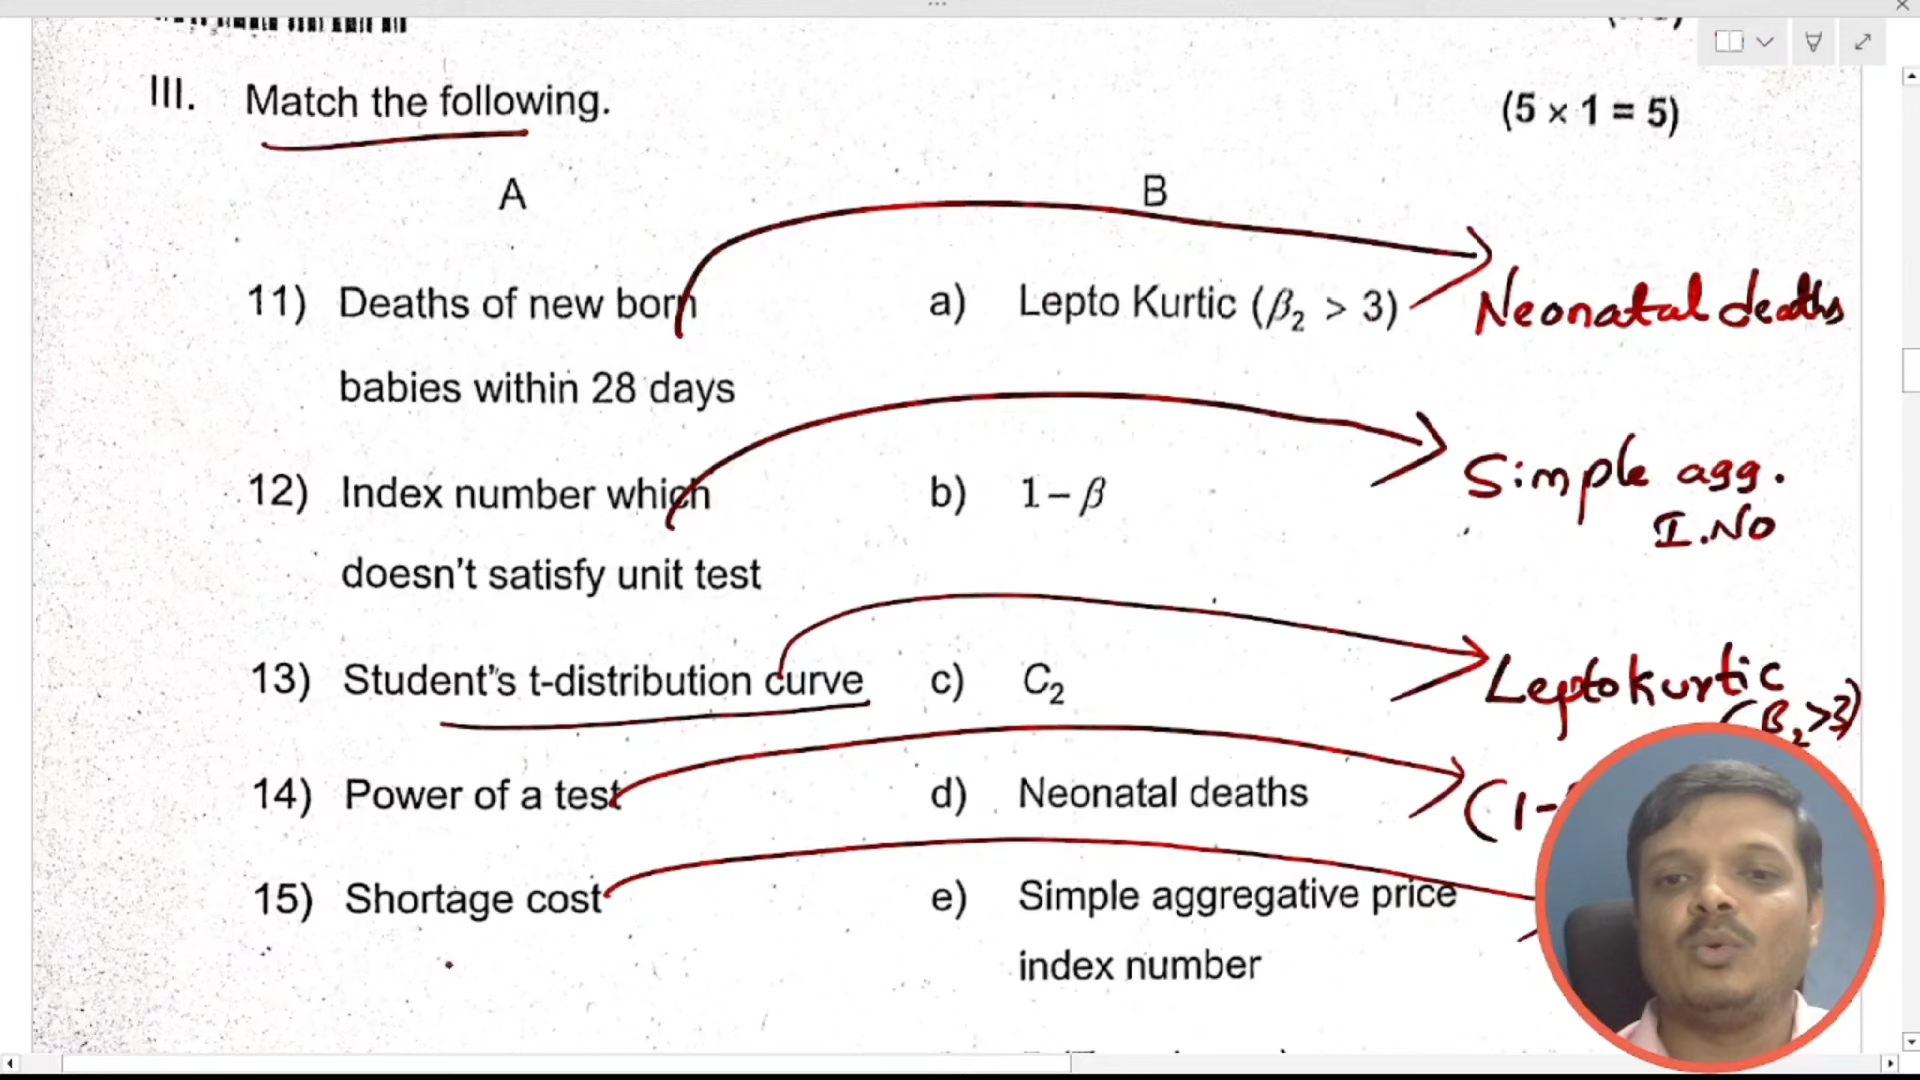 III. Match the following. (5 × 1 = 5)
A B
11) Deaths of new born a) Lepto Kurtic (β₂ > 3) Neonatal deaths
babies within 28 days
12) Index number which b) 1 – β Simple agg.
I.No
doesn't satisfy unit test
13) Student's t-distribution curve c) C₂ Leptokurtic
(β₂>3)
14) Power of a test d) Neonatal deaths (1-
15) Shortage cost e) Simple aggregative price
index number